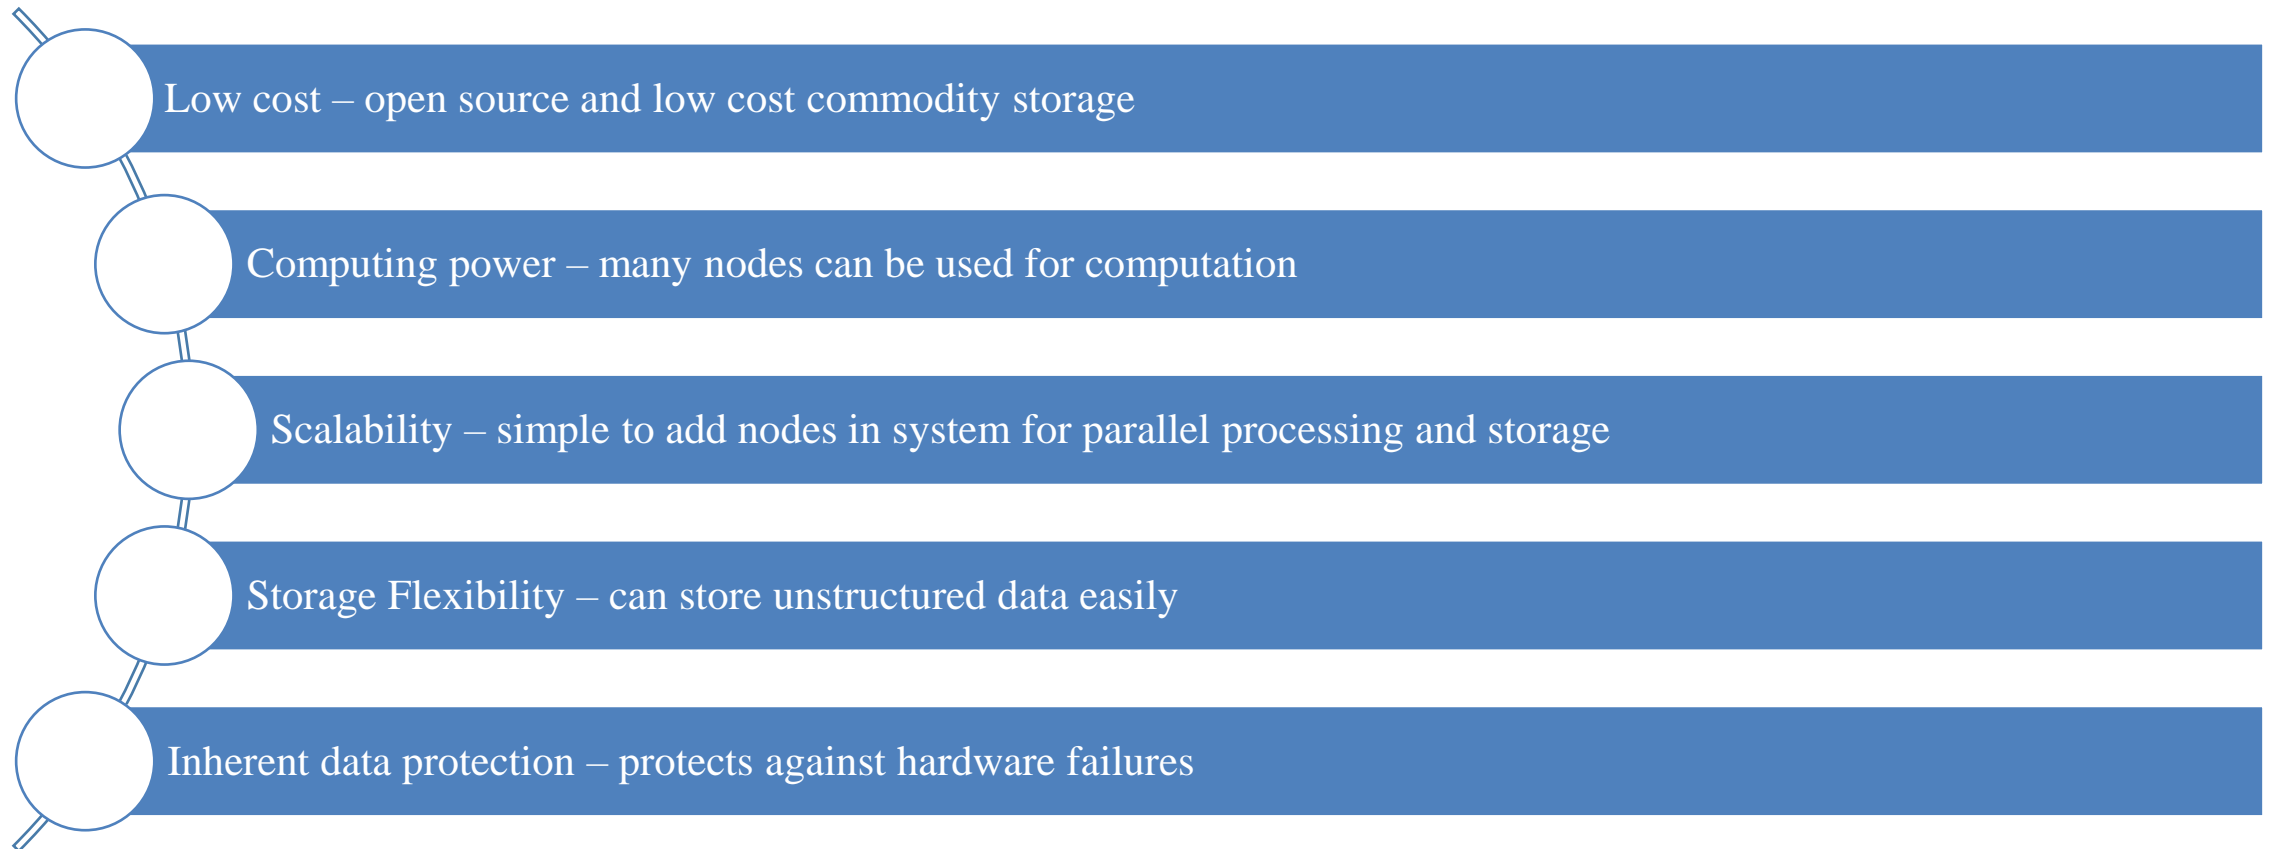 Low cost – open source and low cost commodity storage
Computing power – many nodes can be used for computation
Scalability – simple to add nodes in system for parallel processing and storage
Storage Flexibility – can store unstructured data easily
Inherent data protection – protects against hardware failures